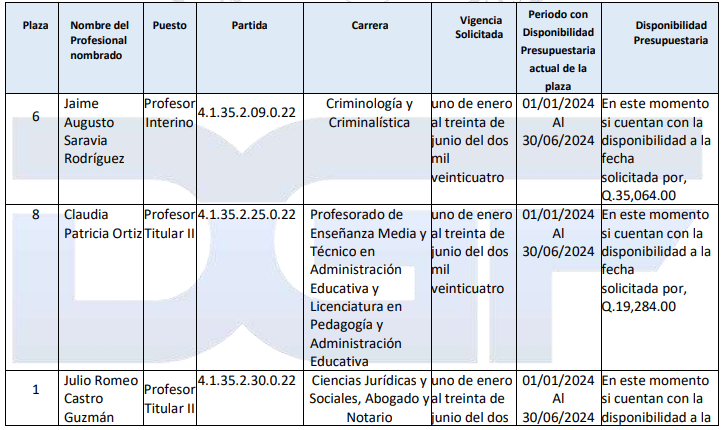 Plaza
Nombre del
Profesional
nombrado
Puesto
Partida
Carrera
Vigencia
Solicitada
Periodo con
Disponibilidad
Presupuestaria
actual de la
plaza
Disponibilidad
Presupuestaria
6
Jaime
Augusto
Saravia
Rodríguez
Profesor
Interino
4.1.35.2.09.0.22
Criminología y
Criminalística
uno de enero
al treinta de
junio del dos
mil
veinticuatro
01/01/2024
Al
30/06/2024
En este momento
si cuentan con la
disponibilidad a la
fecha
solicitada por,
Q.35,064.00
8
Claudia
Patricia Ortiz
Profesor
Titular II
4.1.35.2.25.0.22
Profesorado de
Enseñanza Media y
Técnico en
Administración
Educativa y
Licenciatura en
Pedagogía y
Administración
Educativa
uno de enero
al treinta de
junio del dos
mil
veinticuatro
01/01/2024
Al
30/06/2024
En este momento
si cuentan con la
disponibilidad a la
fecha
solicitada por,
Q.19,284.00
1
Julio Romeo
Castro
Guzmán
Profesor
Titular II
4.1.35.2.30.0.22
Ciencias Jurídicas y
Sociales, Abogado y
Notario
uno de enero
al treinta de
junio del dos
01/01/2024
Al
30/06/2024
En este momento
si cuentan con la
disponibilidad a la